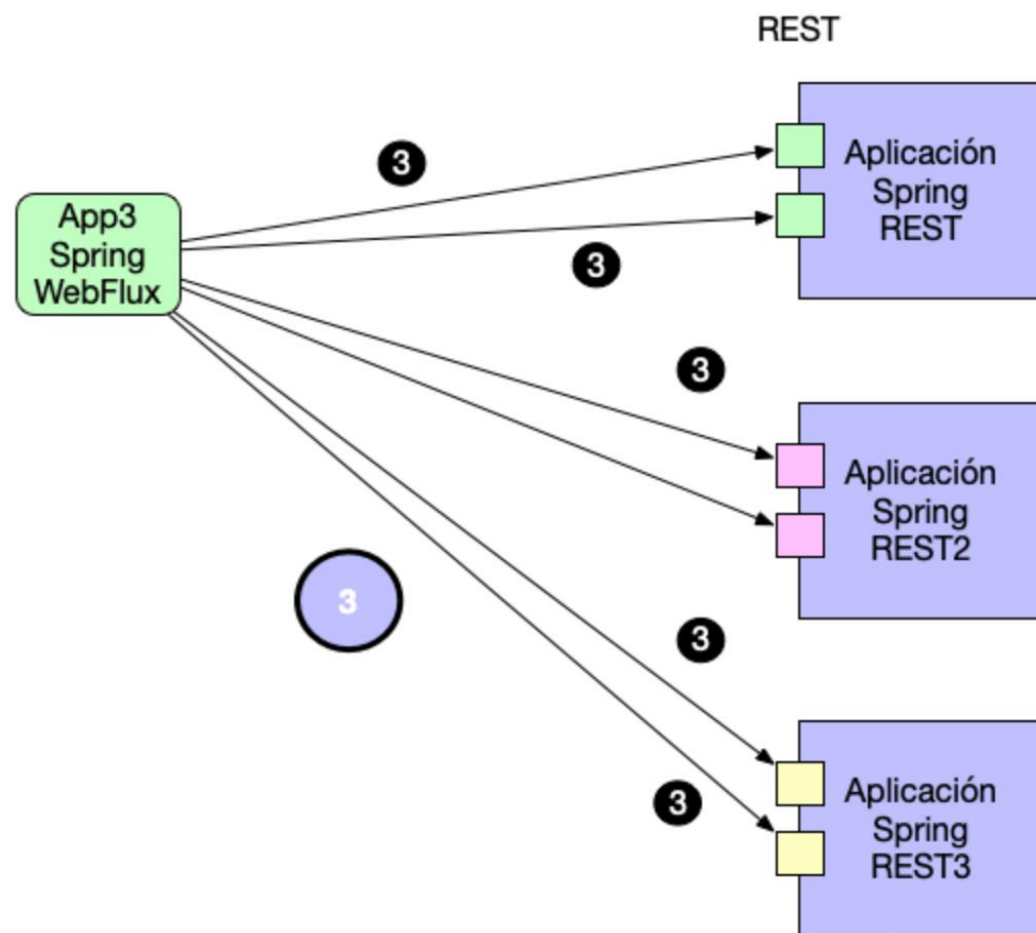 REST
3
Aplicación
Spring
REST
App3
Spring
WebFlux
3
3
Aplicación
Spring
REST2
3
3
Aplicación
Spring
REST3
3